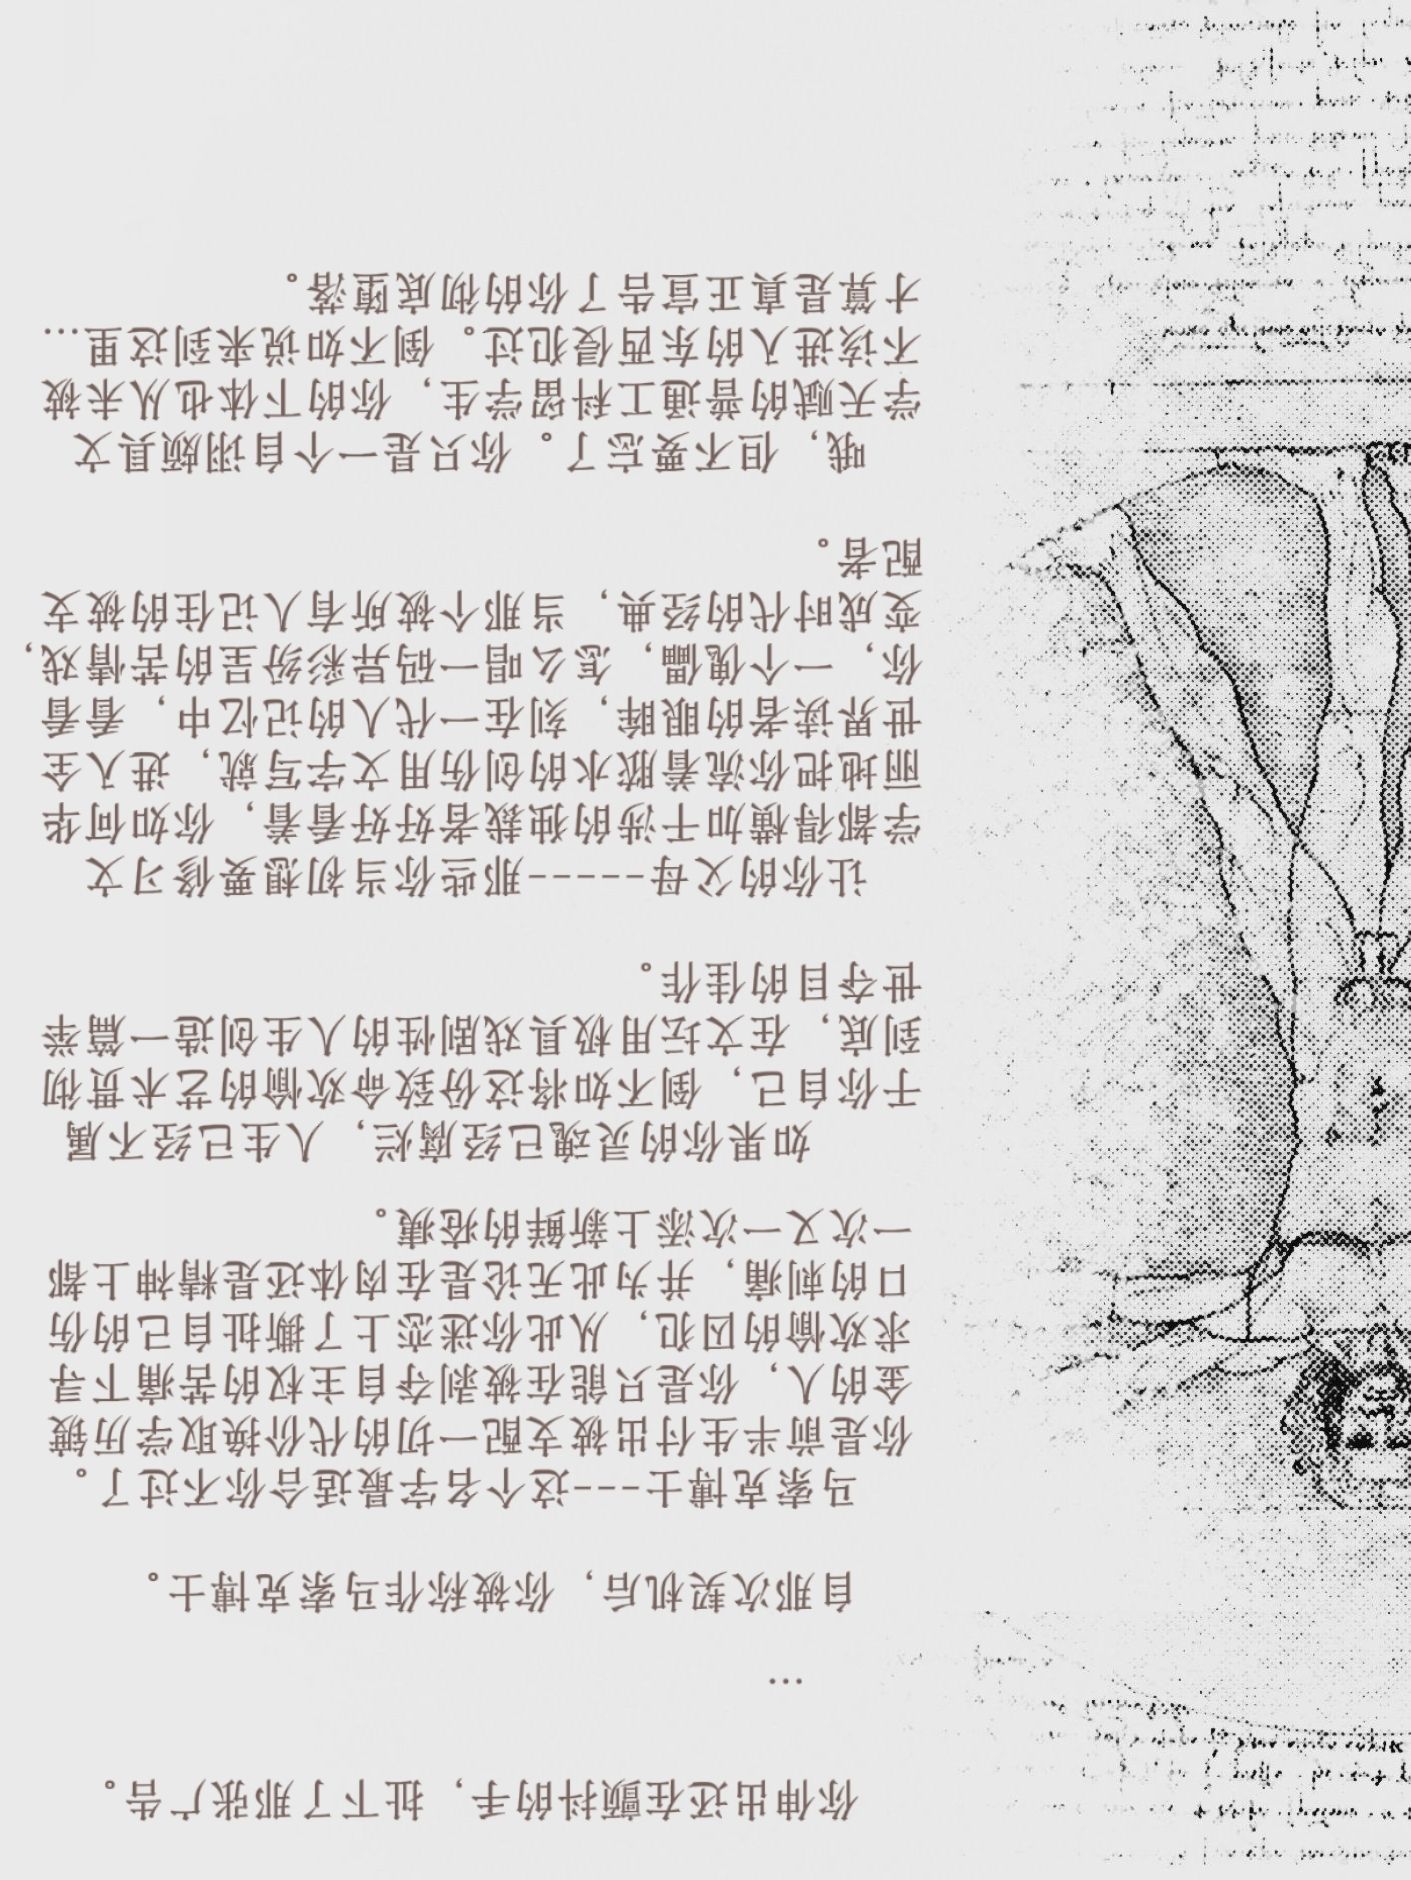 你伸出还在颤抖的手，扯下了那张广告。
...
自那次契机后，你被称作马索克博士。
马索克博士---这个名字最适合你不过了。
你是前半生付出被支配一切的代价换取学历镀
金的人，你是只能在被剥夺自主权的苦痛下寻
求欢愉的囚犯，从此你迷恋上了撕扯自己的伤
口的刺痛，并为此无论是在肉体还是精神上都
一次又一次添上新鲜的疮痍。
如果你的灵魂已经腐烂，人生已经不属
于你自己，倒不如将这份致命欢愉的艺术贯彻
到底，在文坛用极具戏剧性的人生创造一篇举
世夺目的佳作。
让你的父母-----那些你当初想要修习文
学都得横加干涉的独裁者好好看着，你如何华
丽地把你流着脓水的创伤用文字写就，进入全
世界读者的眼眸，刻在一代人的记忆中，看看
你，一个傀儡，怎么唱一码异彩纷呈的苦情戏，
变成时代的经典，当那个被所有人记住的被支
配者。
哦，但不要忘了。你只是一个自诩颇具文
学天赋的普通工科留学生，你的下体也从未被
不该进入的东西侵犯过。倒不如说来到这里...
才算是真正宣告了你的彻底堕落。